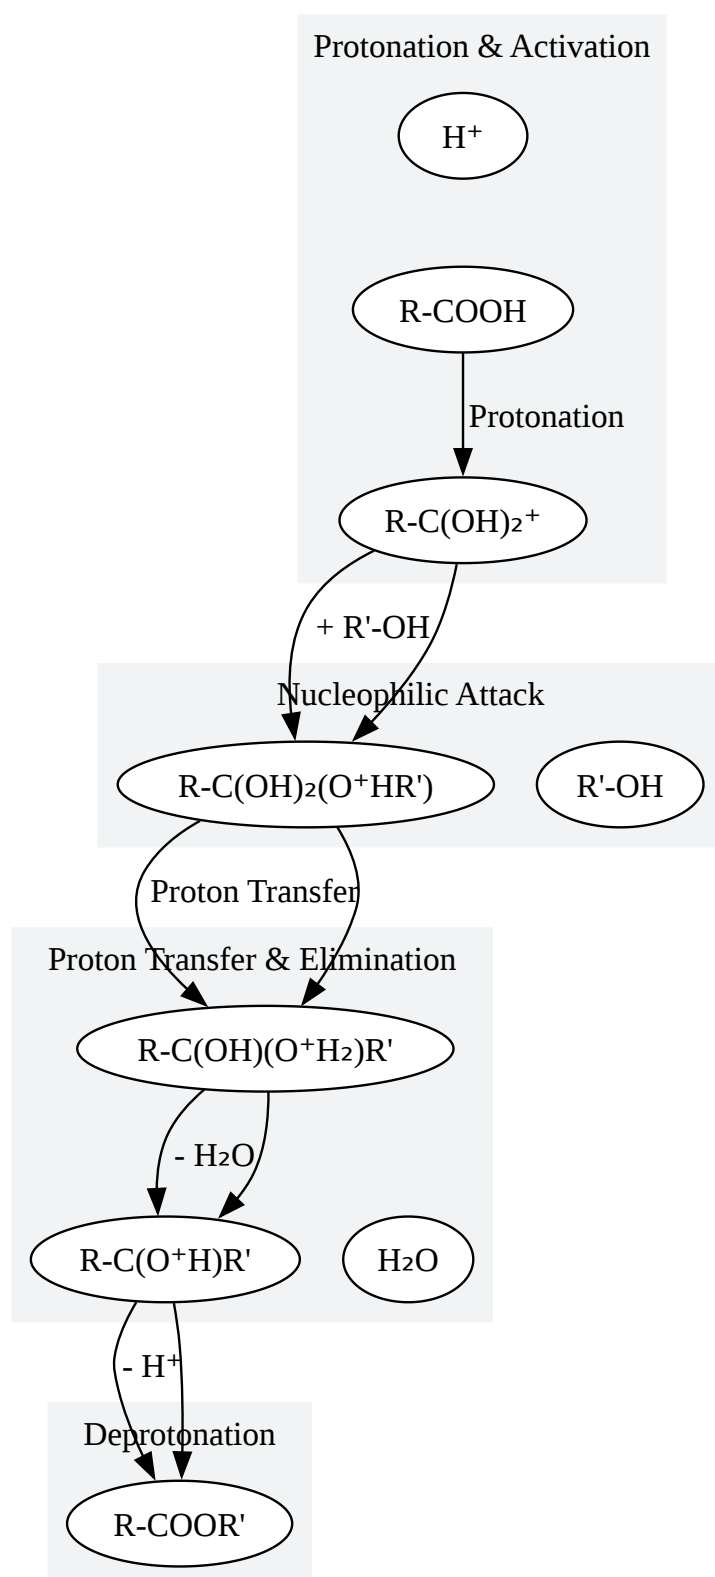 Protonation & Activation
H⁺
R-COOH
Protonation
R-C(OH)₂⁺
+ R'-OH
Nucleophilic Attack
R-C(OH)₂(O⁺HR')
R'-OH
Proton Transfer
Proton Transfer & Elimination
R-C(OH)(O⁺H₂)R'
- H₂O
R-C(O⁺H)R'
H₂O
- H⁺
Deprotonation
R-COOR'